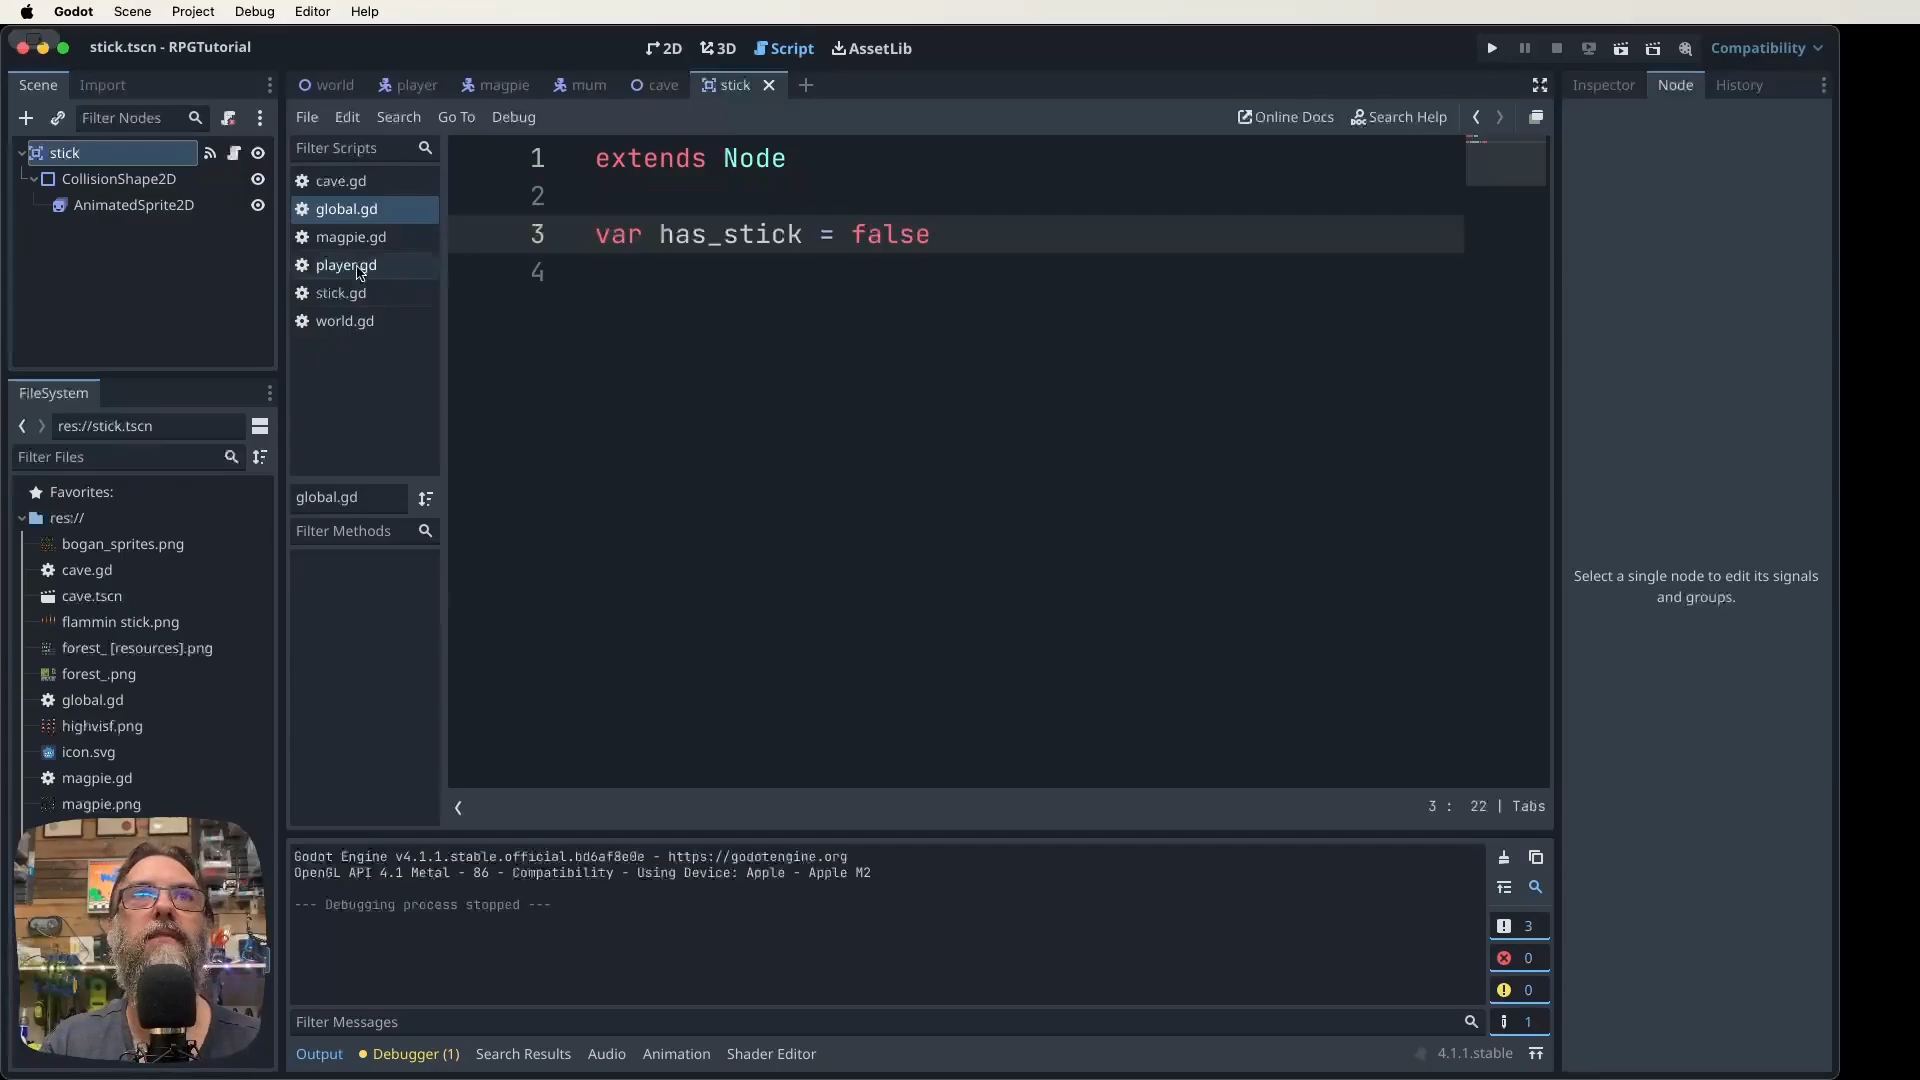 Godot Scene Project Debug Editor Help
stick.tscn - RPGTutorial
2D 3D Script AssetLib
Compatibility
Scene Import
world player magpie mum cave stick
Inspector Node History
Filter Nodes
File Edit Search Go To Debug
Online Docs Search Help
stick
CollisionShape2D
AnimatedSprite2D
Filter Scripts
cave.gd
global.gd
magpie.gd
player.gd
stick.gd
world.gd
1 extends Node
2
3 var has_stick = false
4
FileSystem
res://stick.tscn
Filter Files
Favorites:
res://
bogan_sprites.png
cave.gd
cave.tscn
flammin stick.png
forest_ [resources].png
forest_.png
global.gd
highvisf.png
icon.svg
magpie.gd
magpie.png
global.gd
Filter Methods
Select a single node to edit its signals
and groups.
3 : 22 | Tabs
Godot Engine v4.1.1.stable.official.bd6af8e0e - https://godotengine.org
OpenGL API 4.1 Metal - 86 - Compatibility - Using Device: Apple - Apple M2
--- Debugging process stopped ---
3
0
0
1
Filter Messages
Output Debugger (1) Search Results Audio Animation Shader Editor
4.1.1.stable